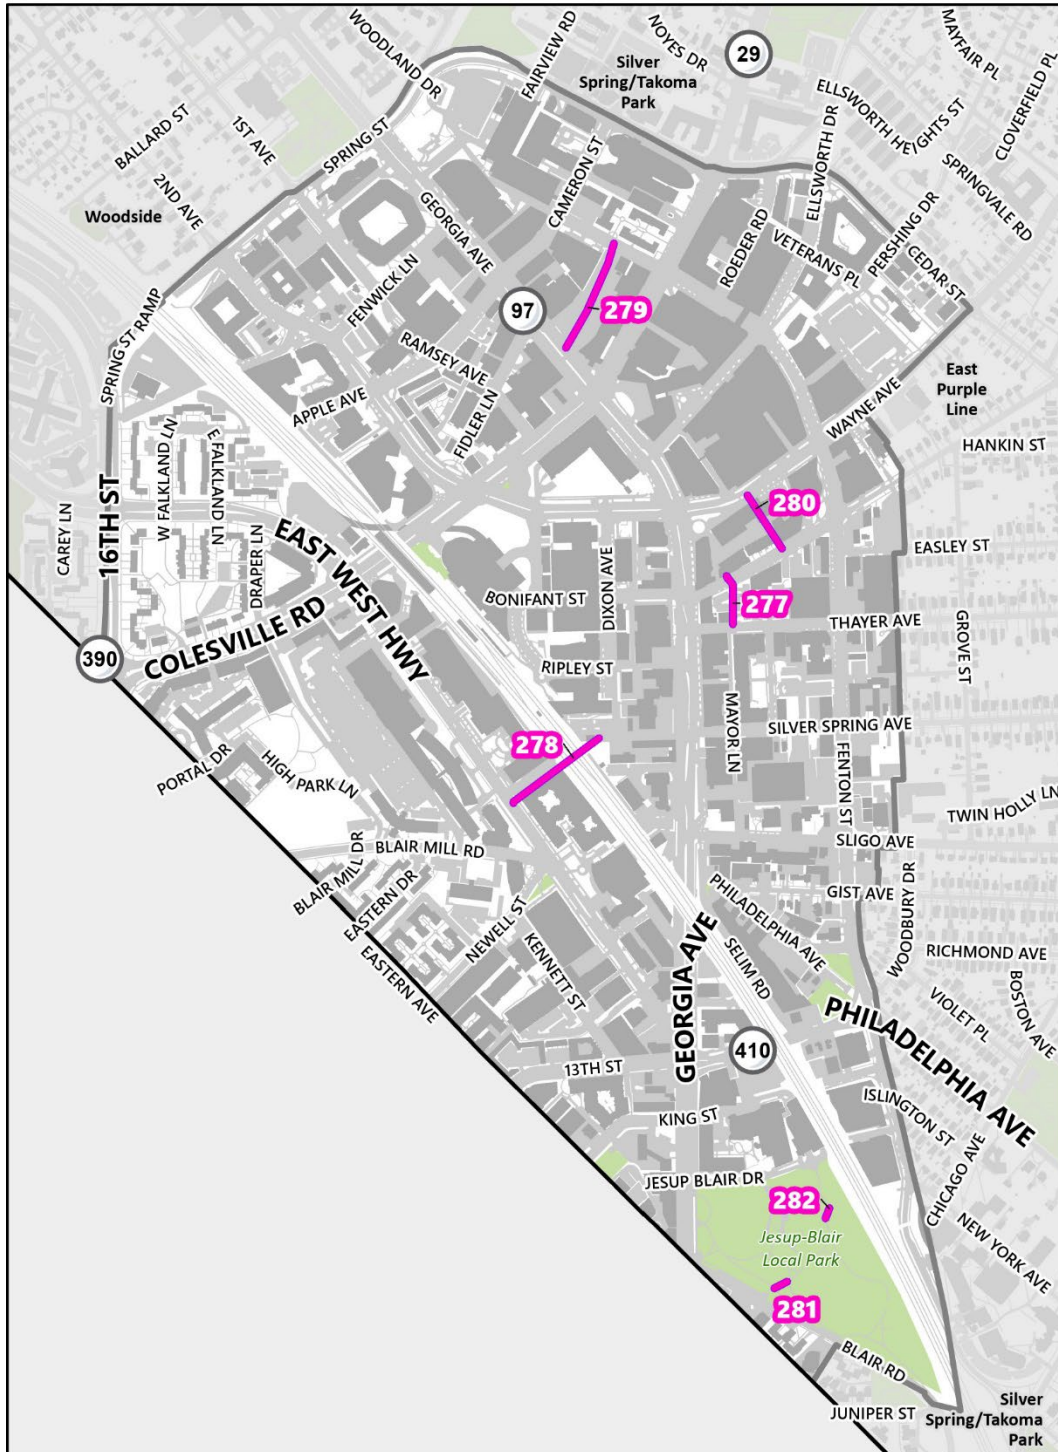 WOODLAND DR
FAIRVIEW RD
NOYES DR
29
MAYFAIR PL
CLOVERFIELD PL
Silver
Spring/Takoma
Park
ELLSWORTH HEIGHTS ST
ELLSWORTH DR
SPRINGVALE RD
BALLARD ST
1ST AVE
SPRING ST
2ND AVE
Woodside
CAMERON ST
GEORGIA AVE
ROEDER RD
VETERANS PL
PERSHING DR
CEDAR ST
FENWICK LN
97
279
SPRING ST RAMP
RAMSEY AVE
APPLE AVE
FIDLER LN
East
Purple
Line
WAYNE AVE
HANKIN ST
CAREY LN
16TH ST
W FALKLAND LN
E FALKLAND LN
DRAPER LN
EAST WEST HWY
280
EASLEY ST
DIXON AVE
BONIFANT ST
277
THAYER AVE
GROVE ST
390
COLESVILLE RD
RIPLEY ST
MAYOR LN
SILVER SPRING AVE
278
PORTAL DR
HIGH PARK LN
FENTON ST
TWIN HOLLY LN
BLAIR MILL RD
SLIGO AVE
BLAIR MILL DR
EASTERN DR
GIST AVE
PHILADELPHIA AVE
WOODBURY DR
NEWELL ST
KENNETT ST
EASTERN AVE
SELIM RD
RICHMOND AVE
BOSTON AVE
VIOLET PL
GEORGIA AVE
PHILADELPHIA AVE
410
13TH ST
KING ST
ISLINGTON ST
CHICAGO AVE
JESUP BLAIR DR
282
NEW YORK AVE
Jesup-Blair
Local Park
281
BLAIR RD
JUNIPER ST
Silver
Spring/Takoma
Park